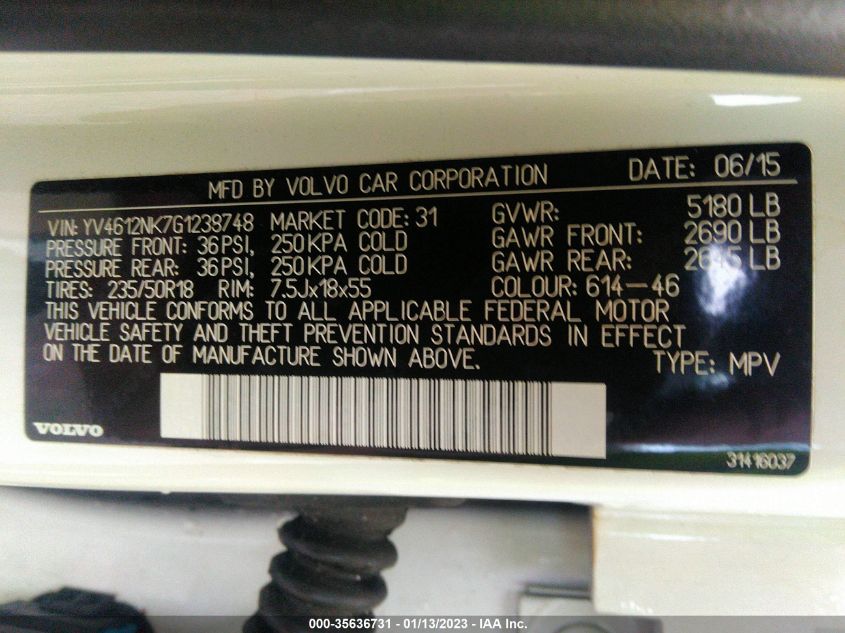 MFD BY VOLVO CAR CORPORATION DATE: 06/15
VIN: YV4612NK7G1238748 MARKET CODE: 31 GVWR: 5180 LB
PRESSURE FRONT: 36 PSI, 250 KPA COLD GAWR FRONT: 2690 LB
PRESSURE REAR: 36 PSI, 250 KPA COLD GAWR REAR: LB
TIRES: 235/50R18 RIM: 7.5Jx18x55 COLOUR: 614-46
THIS VEHICLE CONFORMS TO ALL APPLICABLE FEDERAL MOTOR
VEHICLE SAFETY AND THEFT PREVENTION STANDARDS IN EFFECT
ON THE DATE OF MANUFACTURE SHOWN ABOVE. TYPE: MPV
VOLVO
31416037
000-35636731 - 01/13/2023 - IAA Inc.